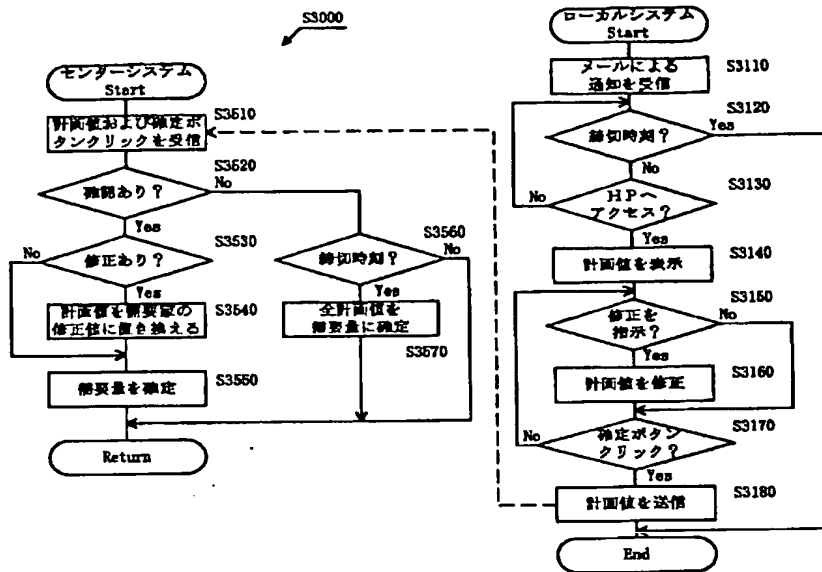 S3000
センターシステム
Start
計画値および確定ボ
タンクリックを受信
S3510
確認あり?
S3520
No
Yes
修正あり?
S3530
No
Yes
計画値を需要家の
修正値に置き換える
S3540
需要量を確定
S3550
Return
締切時刻?
S3560
No
Yes
全計画値を
需要量に確定
S3570
ローカルシステム
Start
メールによる
通知を受信
S3110
締切時刻?
S3120
Yes
No
HPへ
アクセス?
S3130
No
Yes
計画値を表示
S3140
修正を
指示?
S3150
No
Yes
計画値を修正
S3160
確定ボタン
クリック?
S3170
No
Yes
計画値を送信
S3180
End